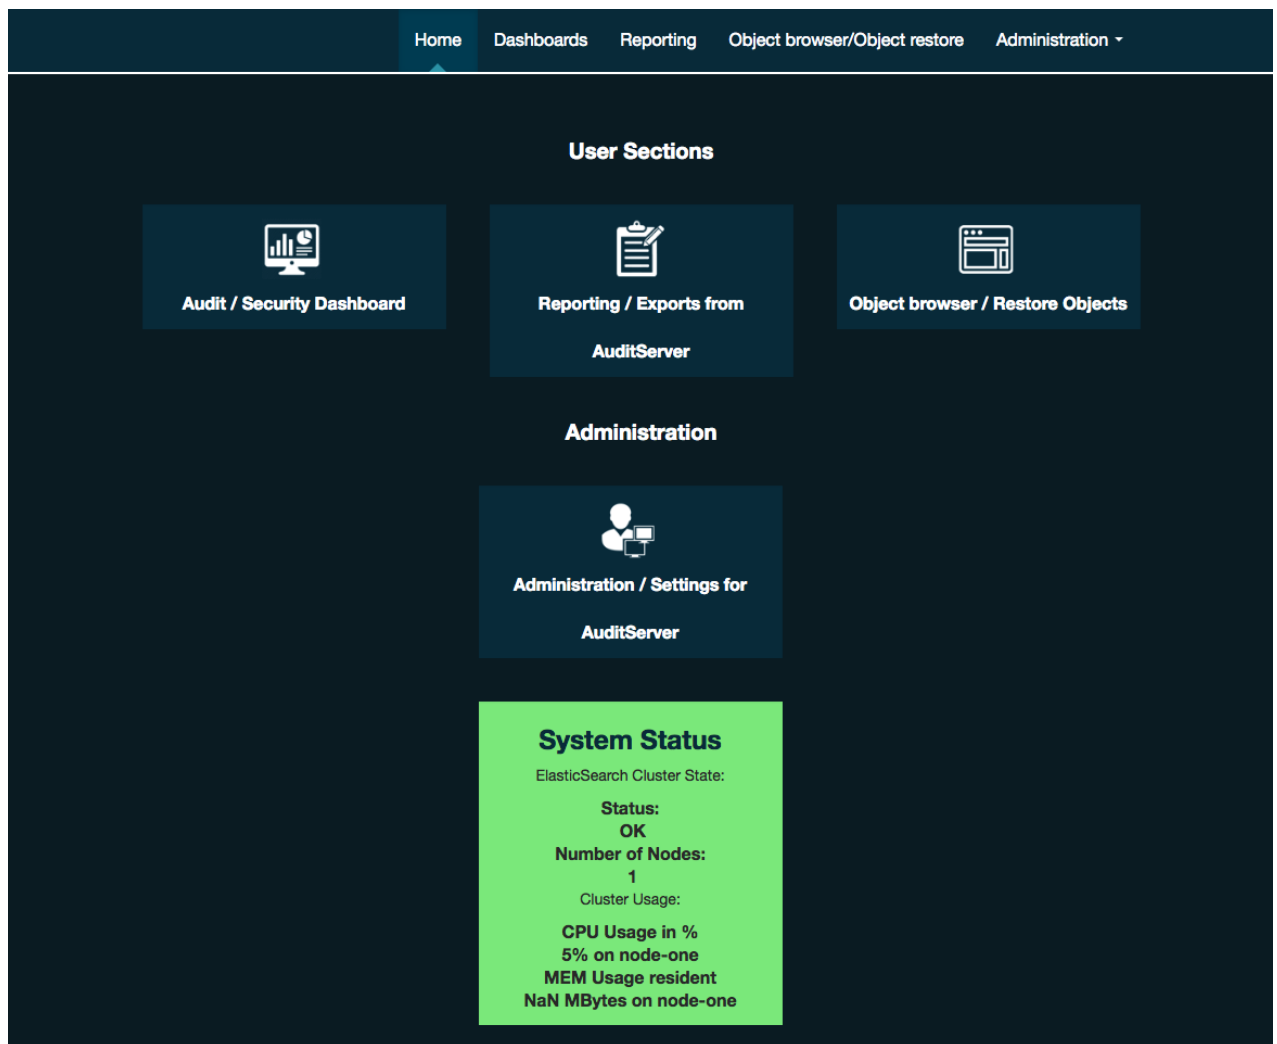 Home Dashboards Reporting Object browser/Object restore Administration
User Sections
Audit / Security Dashboard
Reporting / Exports from
AuditServer
Object browser / Restore Objects
Administration
Administration / Settings for
AuditServer
System Status
ElasticSearch Cluster State:
Status:
OK
Number of Nodes:
1
Cluster Usage:
CPU Usage in %
5% on node-one
MEM Usage resident
NaN MBytes on node-one